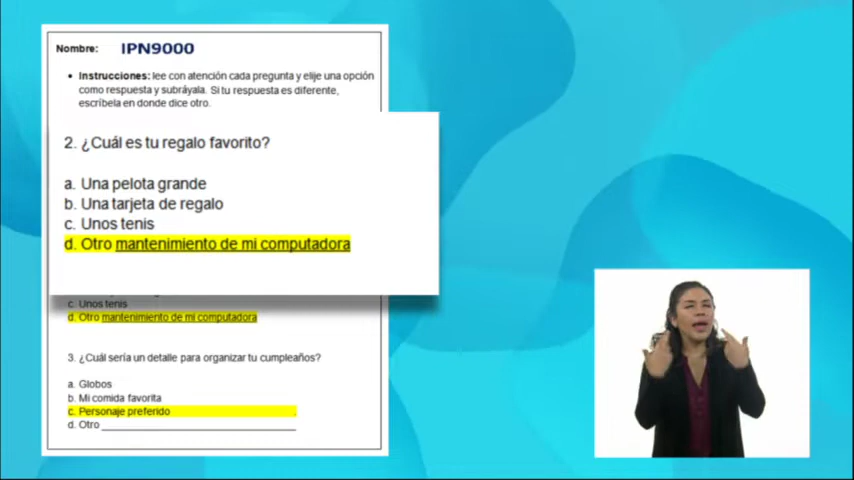 Nombre: IPN9000
• Instrucciones: lee con atención cada pregunta y elije una opción
como respuesta y subráyala. Si tu respuesta es diferente,
escríbela en donde dice otro.
2. ¿Cuál es tu regalo favorito?
a. Una pelota grande
b. Una tarjeta de regalo
c. Unos tenis
d. Otro mantenimiento de mi computadora
c. Unos tenis
d. Otro mantenimiento de mi computadora
3. ¿Cuál sería un detalle para organizar tu cumpleaños?
a. Globos
b. Mi comida favorita
c. Personaje preferido .
d. Otro